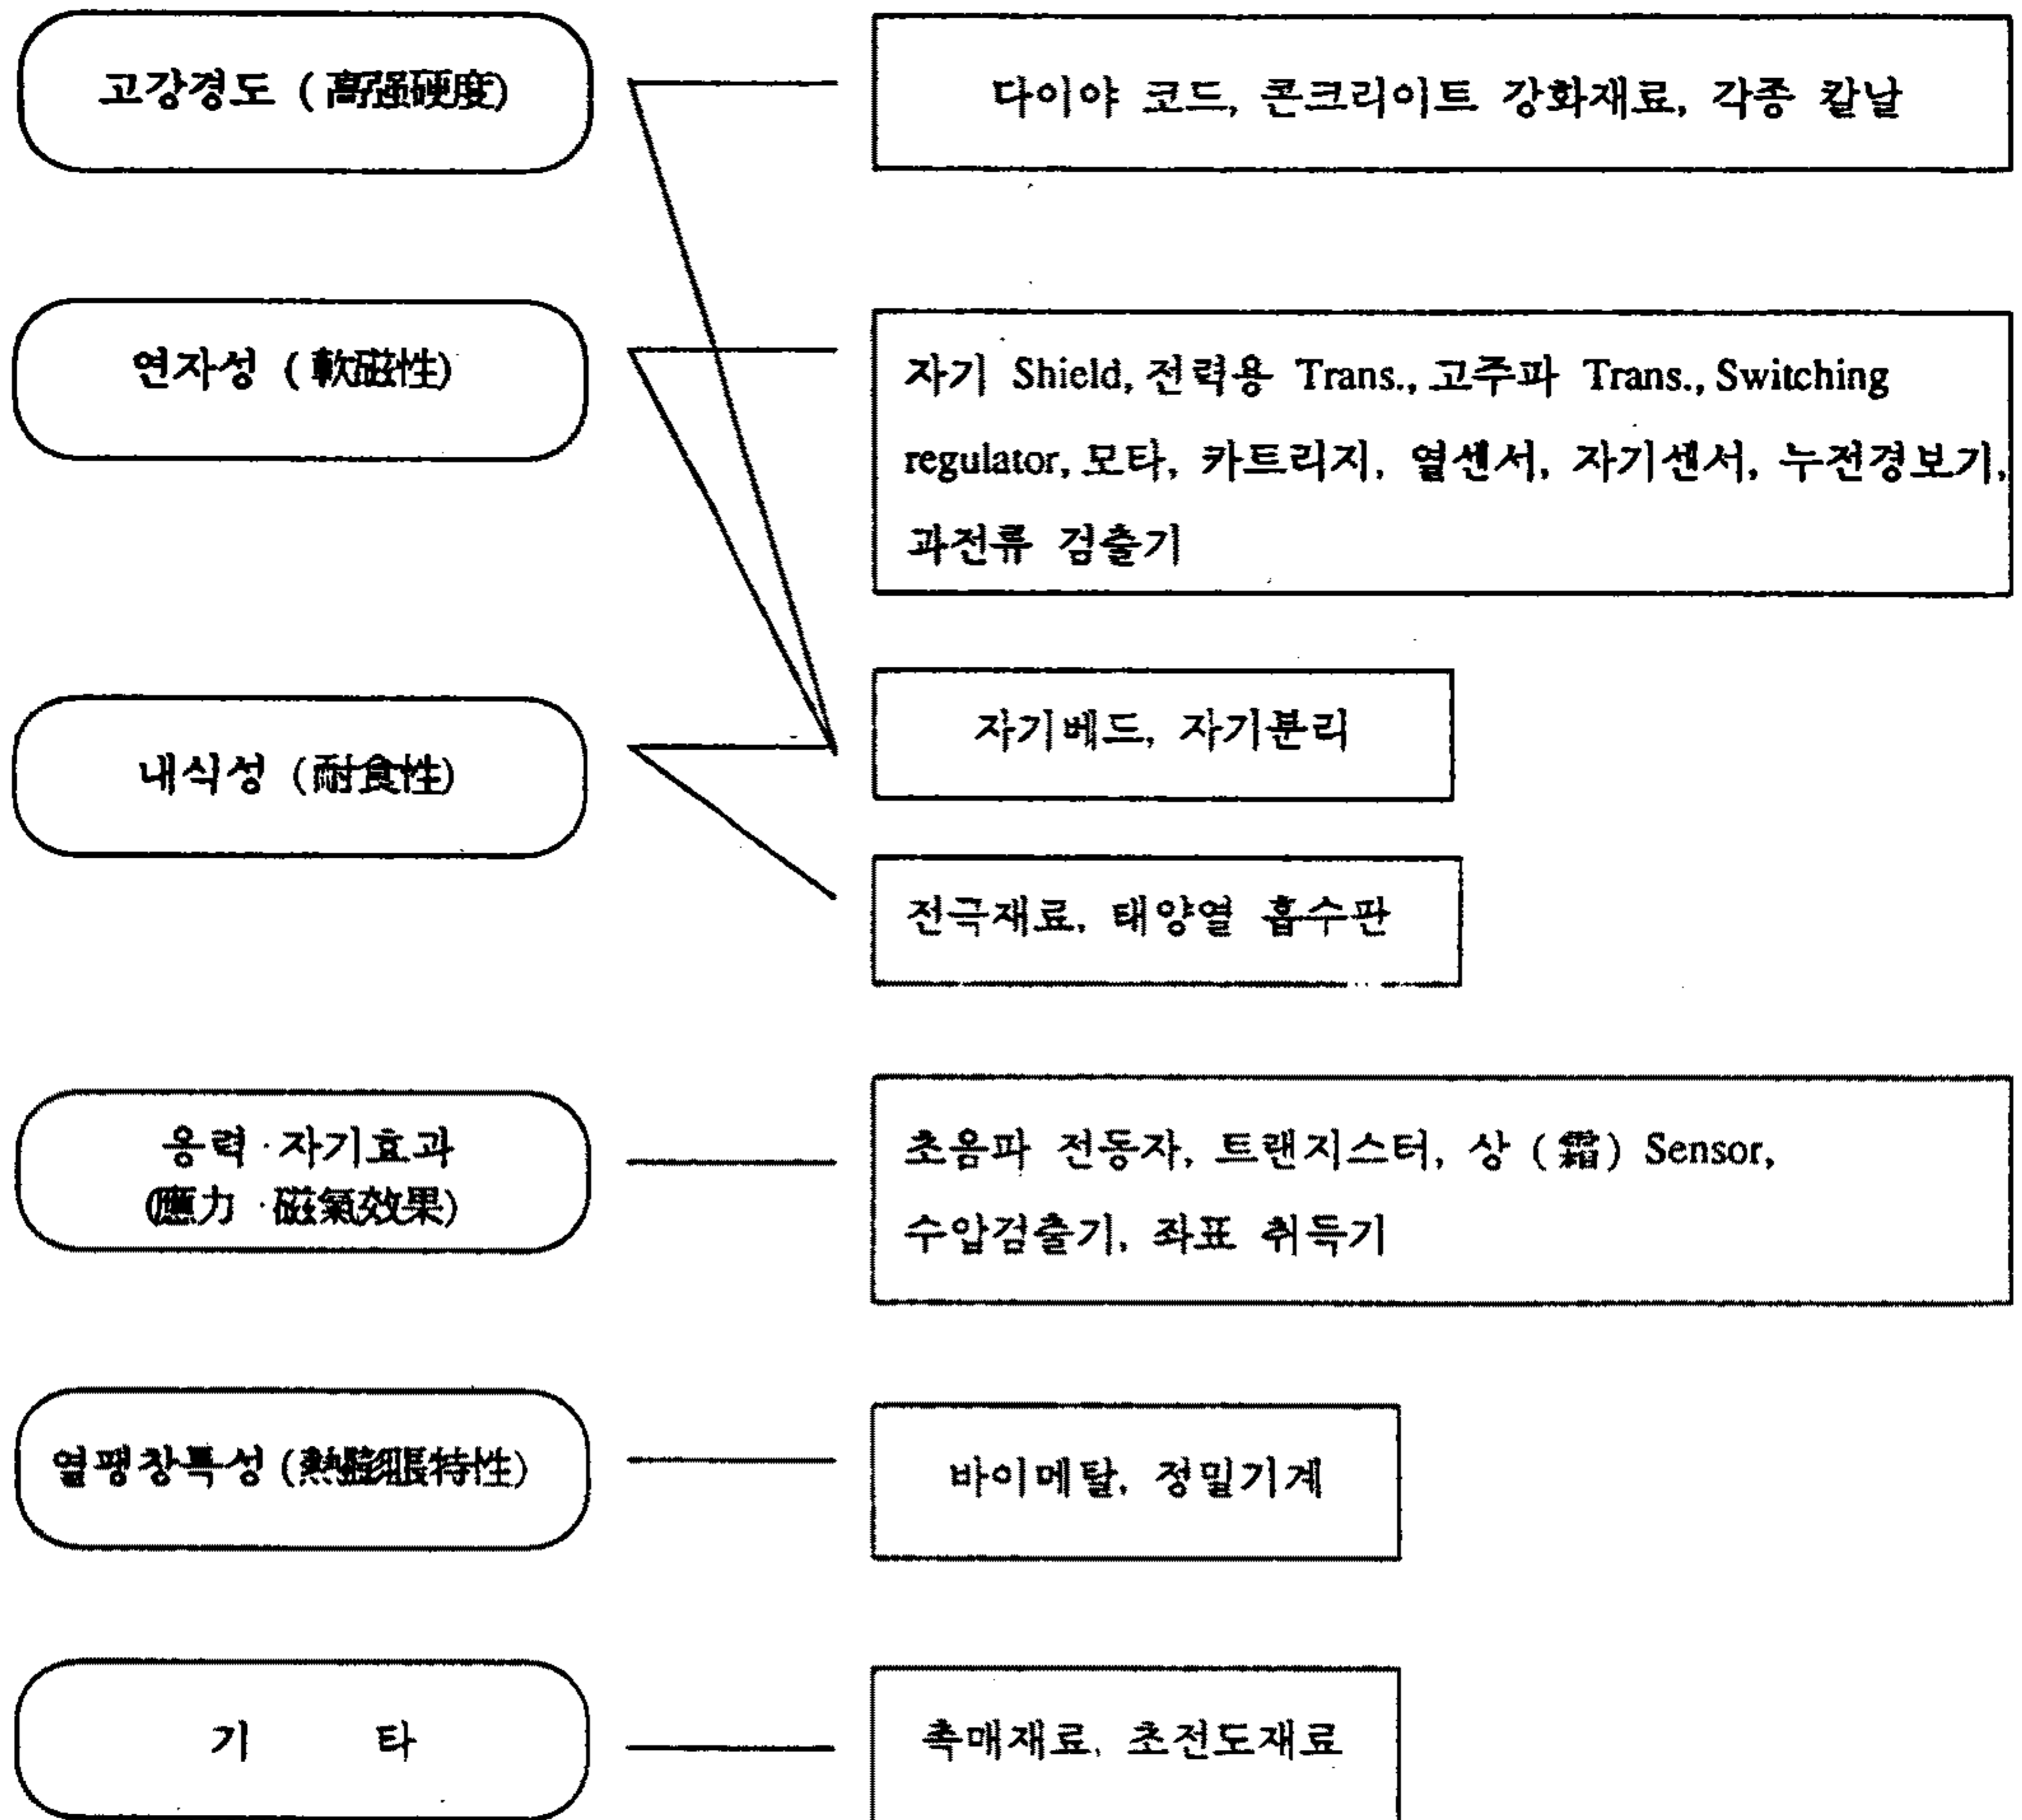 고강경도 (高强硬度)
다이야 코드, 콘크리이트 강화재료, 각종 칼날
연자성 (軟磁性)
자기 Shield, 전력용 Trans., 고주파 Trans., Switching
regulator, 모타, 카트리지, 열센서, 자기센서, 누전경보기,
과전류 검출기
내식성 (耐食性)
자기베드, 자기분리
전극재료, 태양열 흡수판
응력·자기효과
(應力·磁氣效果)
초음파 전동자, 트랜지스터, 상 (霜) Sensor,
수압검출기, 좌표 취득기
열팽창특성 (熱膨脹特性)
바이메탈, 정밀기계
기 타
촉매재료, 초전도재료